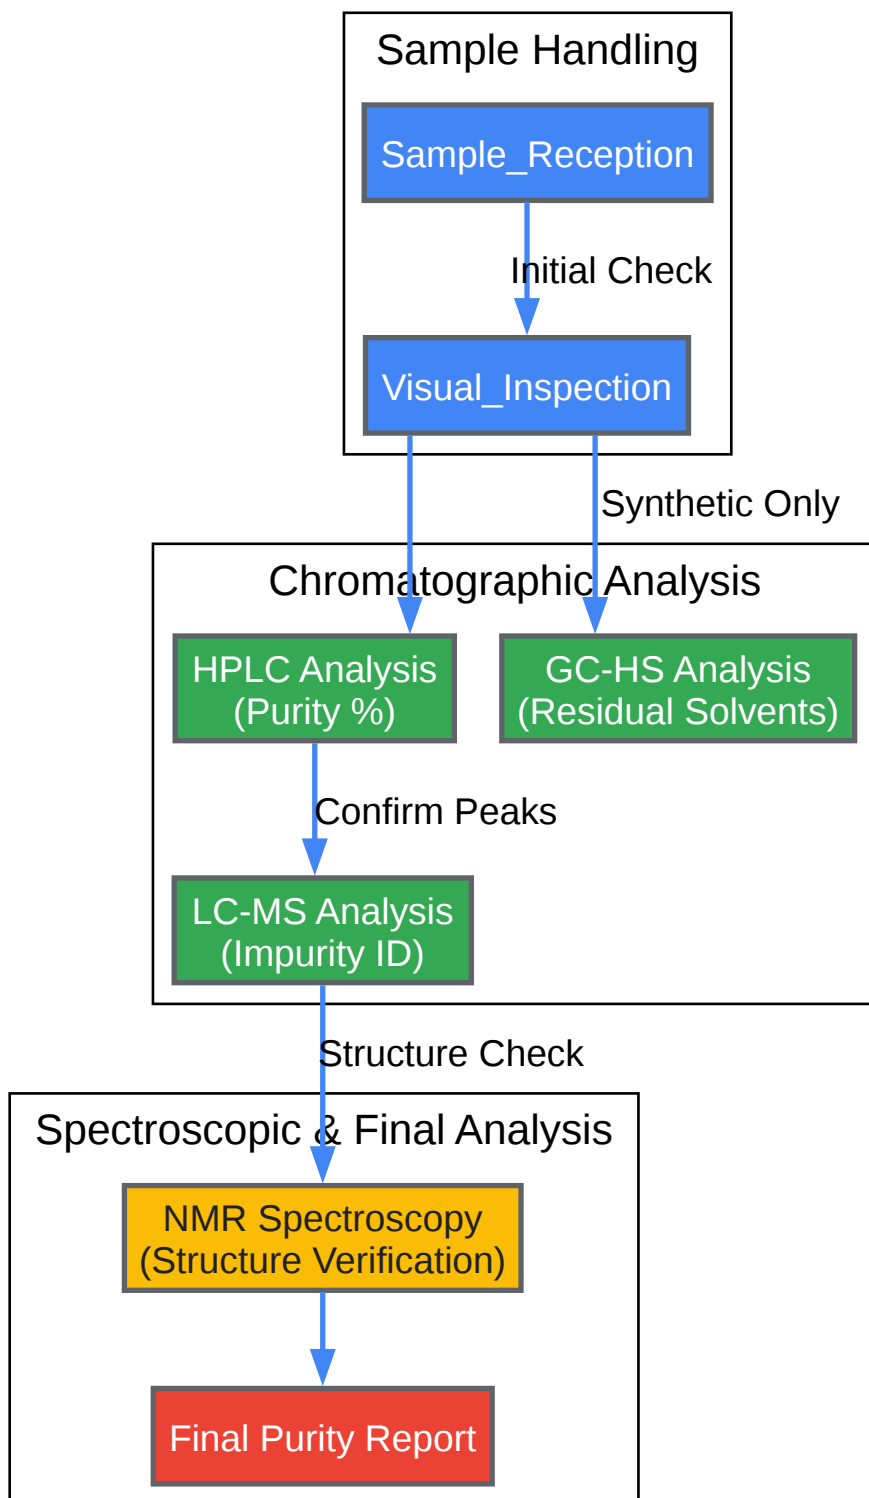 Sample Handling
Sample_Reception
Initial Check
Visual_Inspection
Synthetic Only
Chromatographic Analysis
HPLC Analysis
(Purity %)
GC-HS Analysis
(Residual Solvents)
Confirm Peaks
LC-MS Analysis
(Impurity ID)
Structure Check
Spectroscopic & Final Analysis
NMR Spectroscopy
(Structure Verification)
Final Purity Report